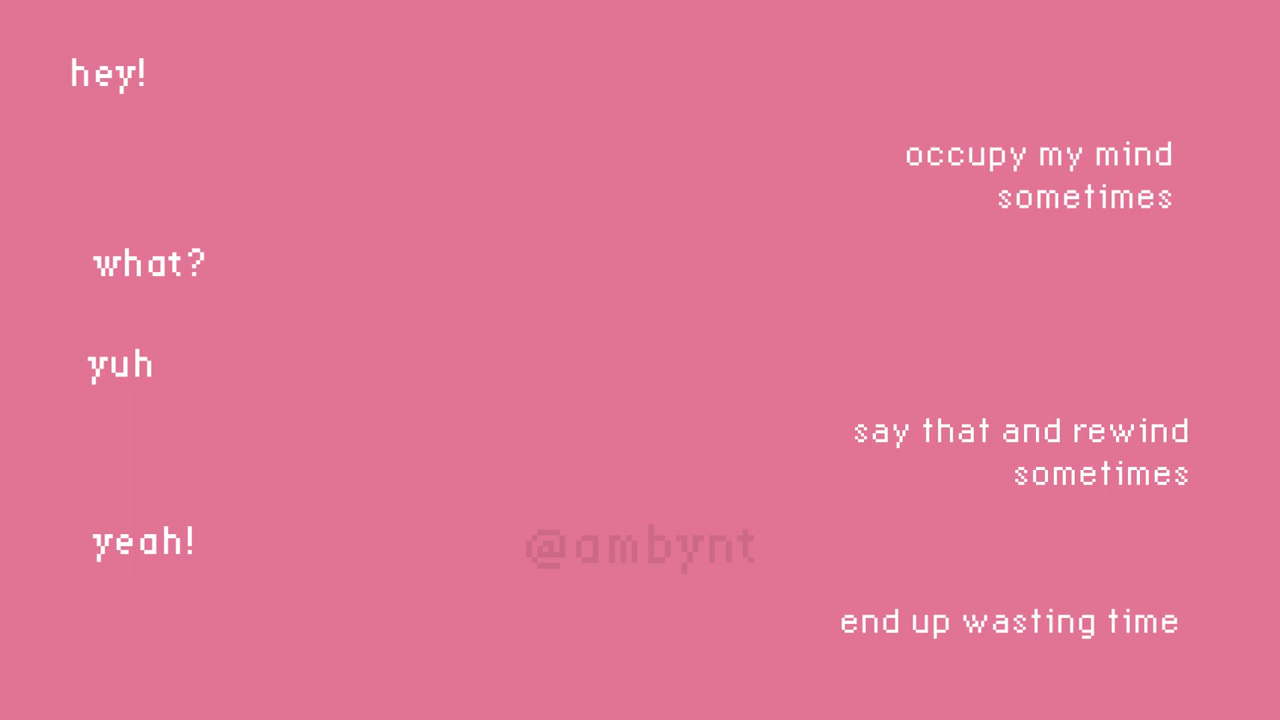 hey!
occupy my mind
sometimes
what?
yuh
say that and rewind
sometimes
yeah!
@ambynt
end up wasting time